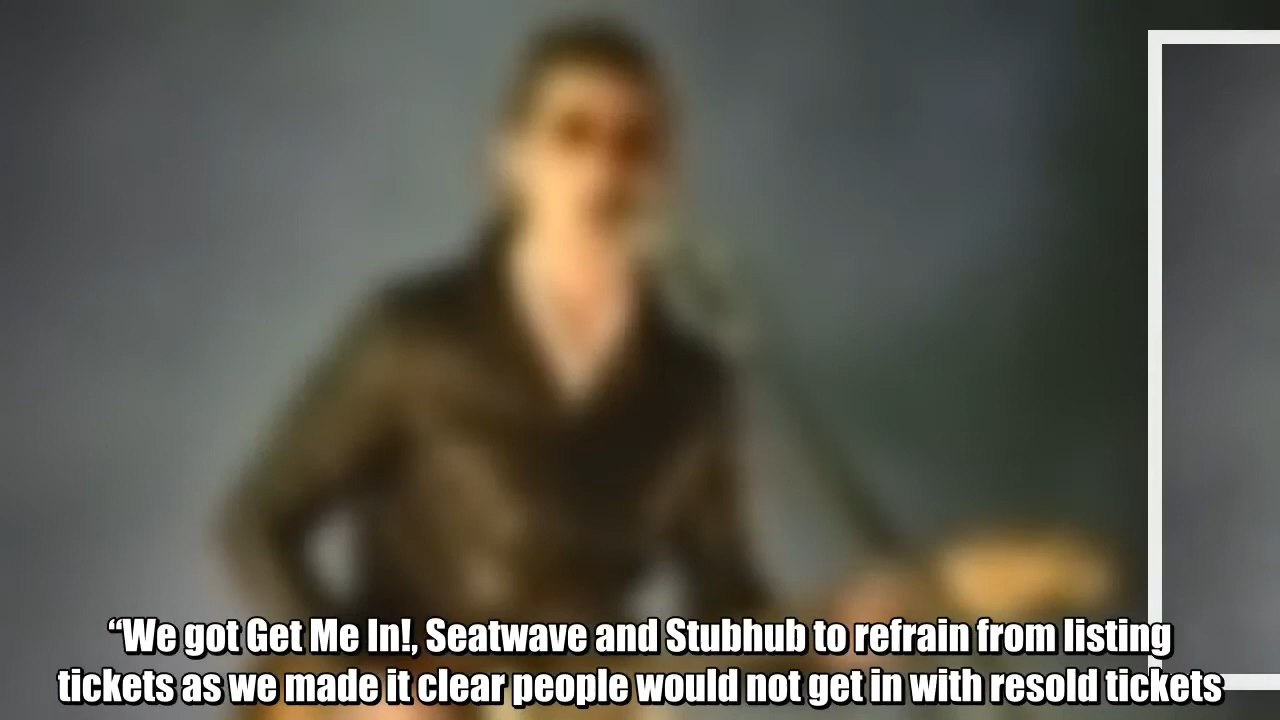 “We got Get Me In!, Seatwave and Stubhub to refrain from listing
tickets as we made it clear people would not get in with resold tickets